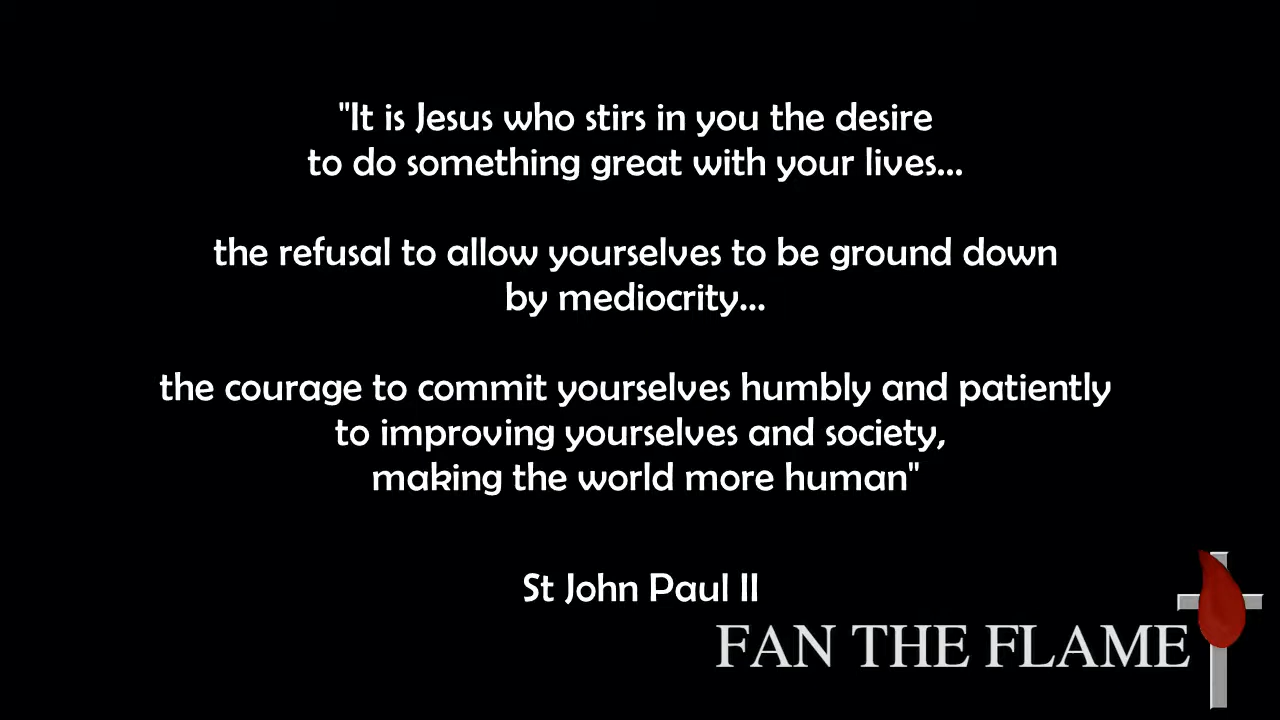 "It is Jesus who stirs in you the desire
to do something great with your lives...
the refusal to allow yourselves to be ground down
by mediocrity...
the courage to commit yourselves humbly and patiently
to improving yourselves and society,
making the world more human"
St John Paul II
FAN THE FLAME